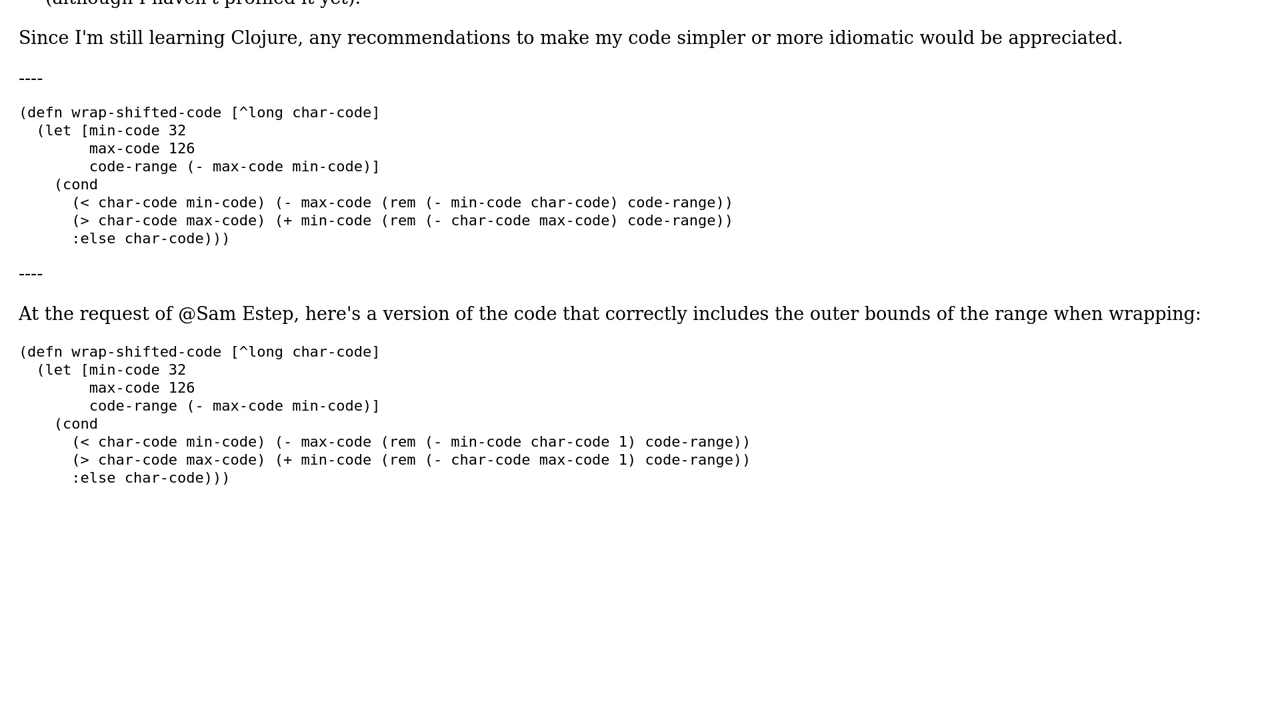 (although I haven't profiled it yet).
Since I'm still learning Clojure, any recommendations to make my code simpler or more idiomatic would be appreciated.
----
(defn wrap-shifted-code [^long char-code]
  (let [min-code 32
        max-code 126
        code-range (- max-code min-code)]
    (cond
      (< char-code min-code) (- max-code (rem (- min-code char-code) code-range))
      (> char-code max-code) (+ min-code (rem (- char-code max-code) code-range))
      :else char-code)))
----
At the request of @Sam Estep, here's a version of the code that correctly includes the outer bounds of the range when wrapping:
(defn wrap-shifted-code [^long char-code]
  (let [min-code 32
        max-code 126
        code-range (- max-code min-code)]
    (cond
      (< char-code min-code) (- max-code (rem (- min-code char-code 1) code-range))
      (> char-code max-code) (+ min-code (rem (- char-code max-code 1) code-range))
      :else char-code)))